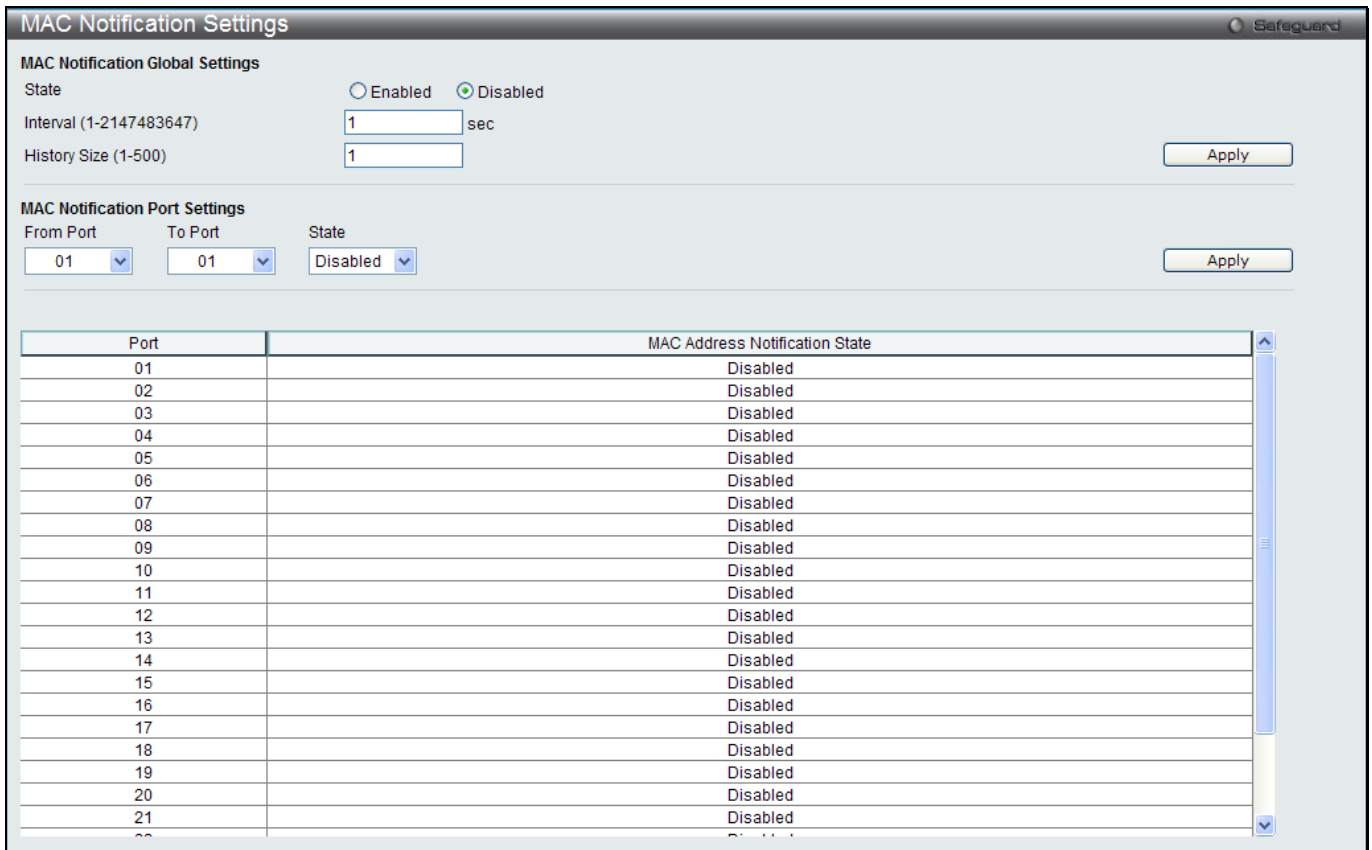 MAC Notification Settings
Safeguard
MAC Notification Global Settings
State Enabled Disabled
Interval (1-2147483647) 1 sec
History Size (1-500) 1 Apply
MAC Notification Port Settings
From Port To Port State
01 01 Disabled Apply
Port MAC Address Notification State
01 Disabled
02 Disabled
03 Disabled
04 Disabled
05 Disabled
06 Disabled
07 Disabled
08 Disabled
09 Disabled
10 Disabled
11 Disabled
12 Disabled
13 Disabled
14 Disabled
15 Disabled
16 Disabled
17 Disabled
18 Disabled
19 Disabled
20 Disabled
21 Disabled